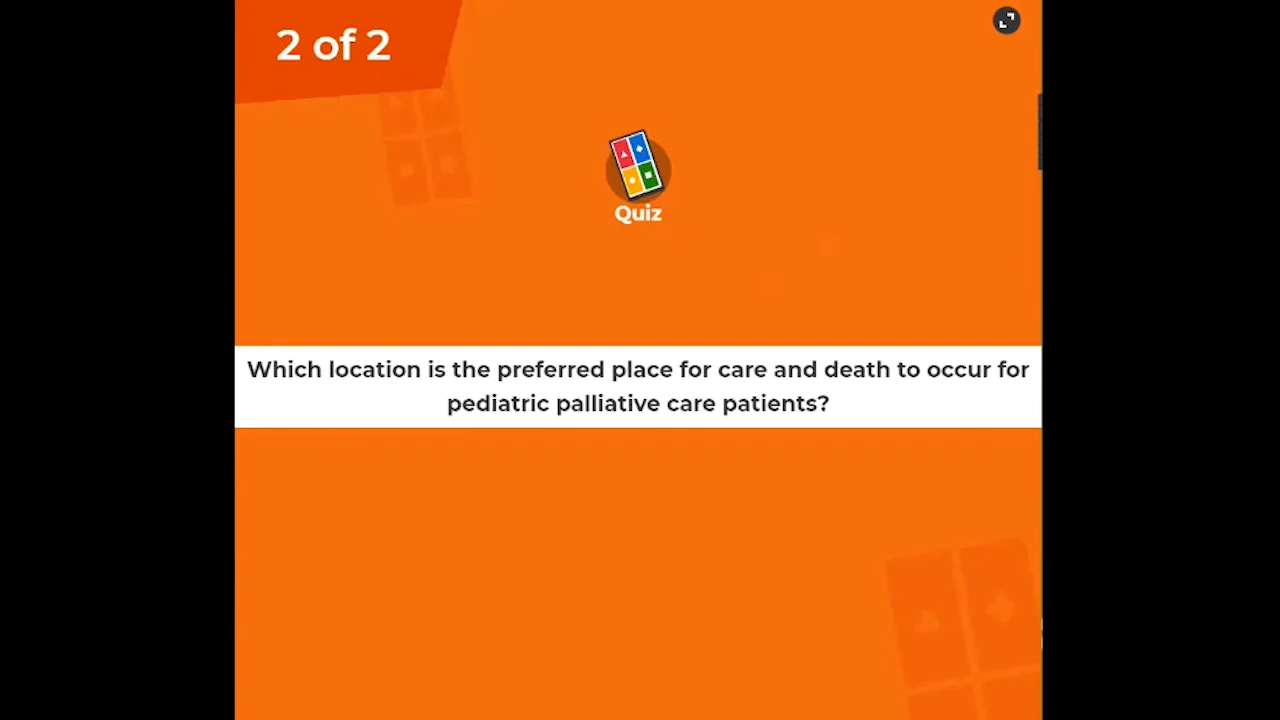 2 of 2
Quiz
Which location is the preferred place for care and death to occur for
pediatric palliative care patients?